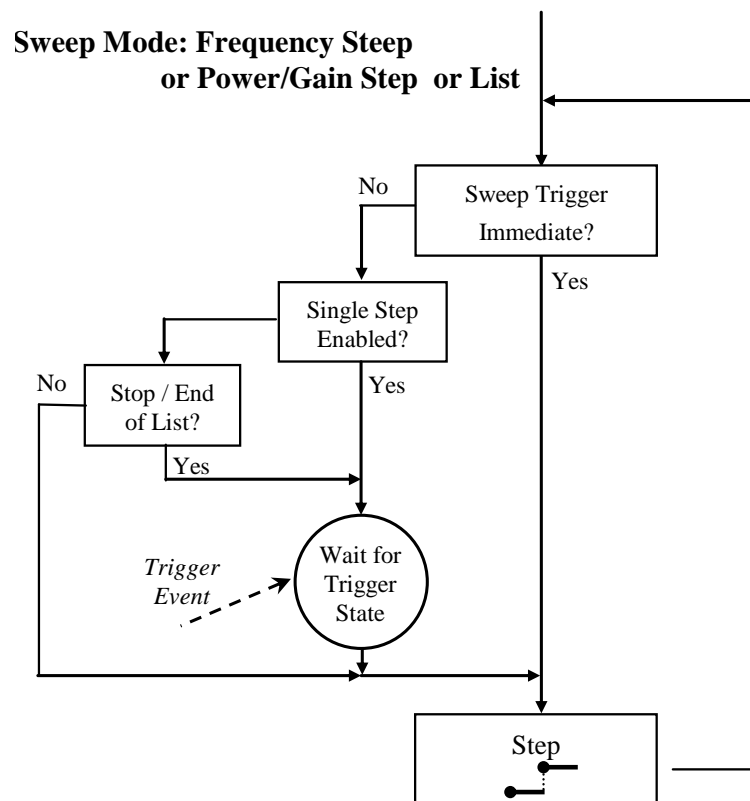 Sweep Mode: Frequency Steep
or Power/Gain Step or List
No
Sweep Trigger
Immediate?
Yes
Single Step
Enabled?
No
Stop / End
of List?
Yes
Yes
Wait for
Trigger
State
Trigger
Event
Step